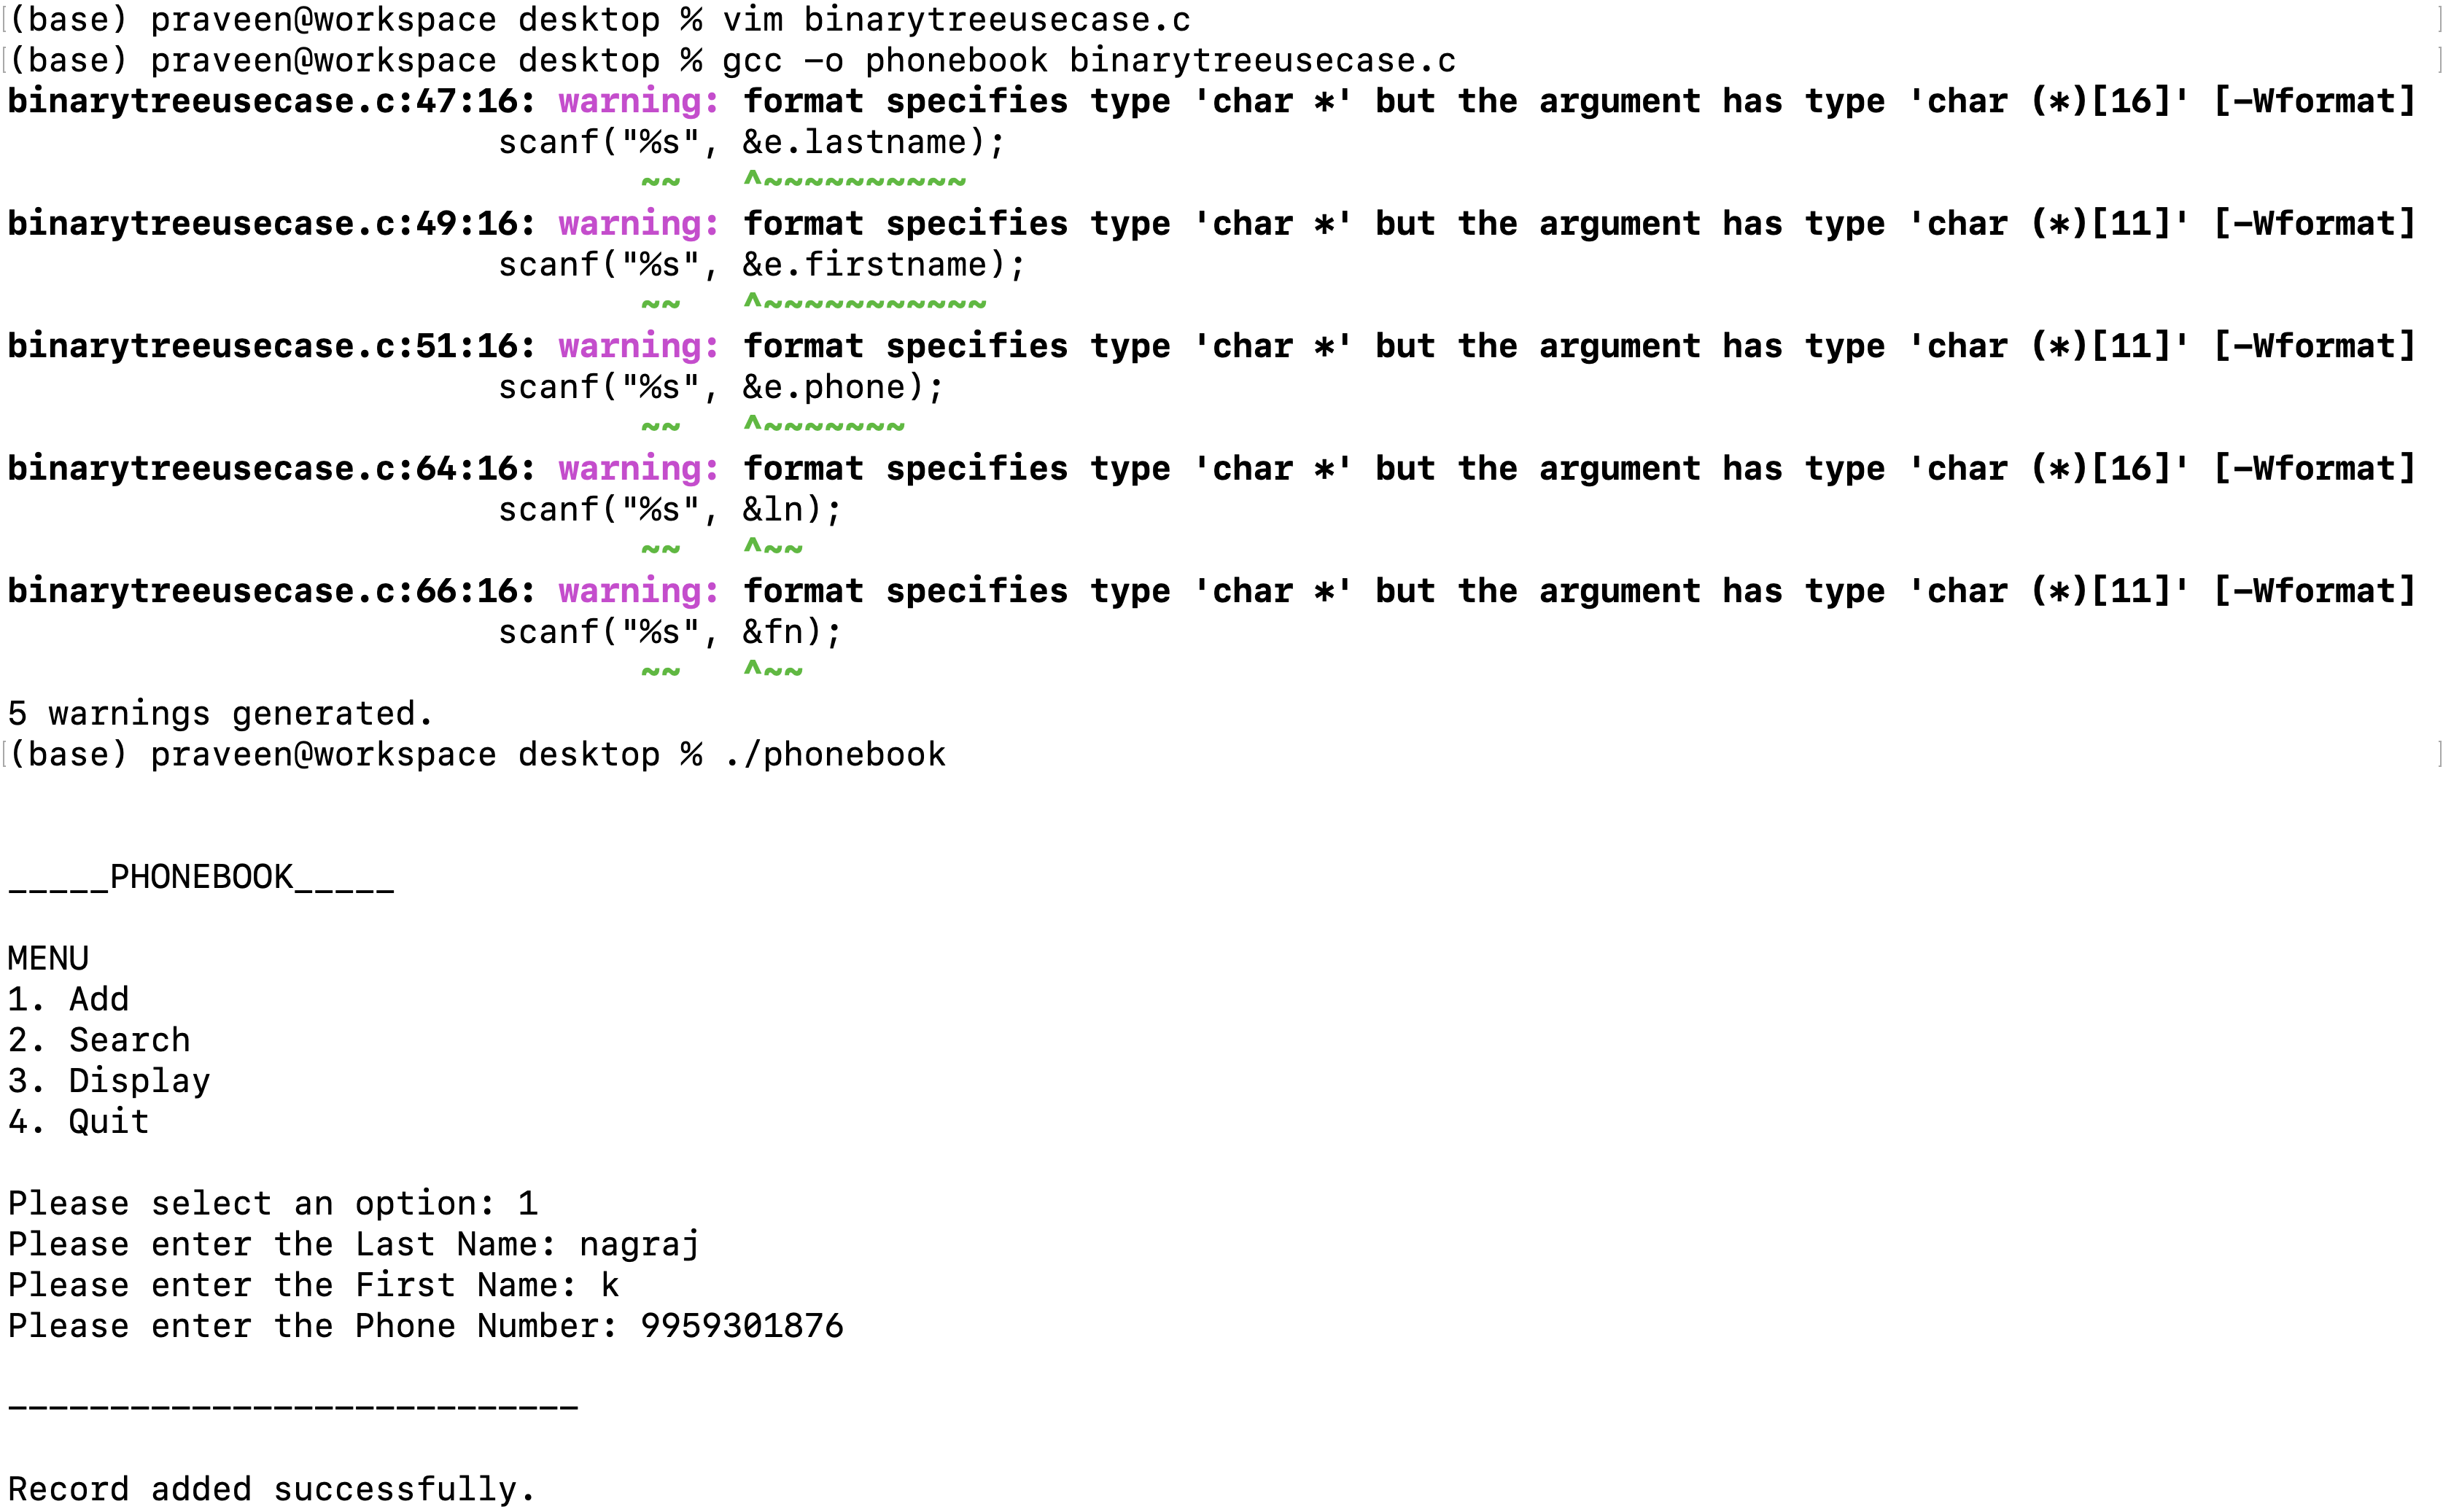 (base) praveen@workspace desktop % vim binarytreeusecase.c
(base) praveen@workspace desktop % gcc -o phonebook binarytreeusecase.c
binarytreeusecase.c:47:16: warning: format specifies type 'char *' but the argument has type 'char (*)[16]' [-Wformat]
scanf("%s", &e.lastname);
~~ ^~~~~~~~~~~
binarytreeusecase.c:49:16: warning: format specifies type 'char *' but the argument has type 'char (*)[11]' [-Wformat]
scanf("%s", &e.firstname);
~~ ^~~~~~~~~~~~
binarytreeusecase.c:51:16: warning: format specifies type 'char *' but the argument has type 'char (*)[11]' [-Wformat]
scanf("%s", &e.phone);
~~ ^~~~~~~~
binarytreeusecase.c:64:16: warning: format specifies type 'char *' but the argument has type 'char (*)[16]' [-Wformat]
scanf("%s", &ln);
~~ ^~~
binarytreeusecase.c:66:16: warning: format specifies type 'char *' but the argument has type 'char (*)[11]' [-Wformat]
scanf("%s", &fn);
~~ ^~~
5 warnings generated.
(base) praveen@workspace desktop % ./phonebook
_____PHONEBOOK_____
MENU
1. Add
2. Search
3. Display
4. Quit
Please select an option: 1
Please enter the Last Name: nagraj
Please enter the First Name: k
Please enter the Phone Number: 9959301876
----------------------------
Record added successfully.